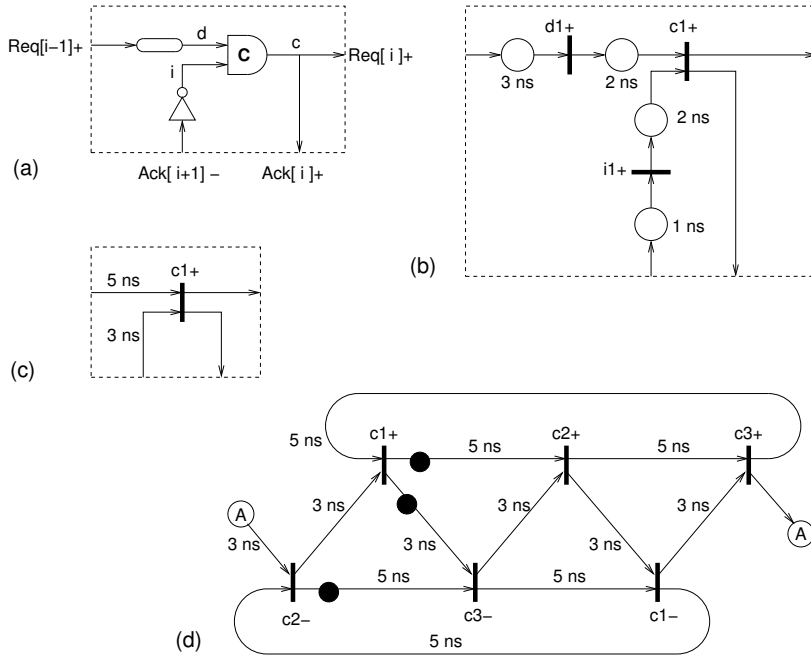 Req[i−1]+
d
C
c
Req[ i ]+
i
Ack[ i+1] −
Ack[ i ]+
(a)
d1+
c1+
3 ns
2 ns
2 ns
i1+
1 ns
(b)
c1+
5 ns
3 ns
(c)
c1+
c2+
c3+
5 ns
5 ns
5 ns
A
3 ns
3 ns
3 ns
3 ns
3 ns
3 ns
A
5 ns
5 ns
c2−
c3−
c1−
5 ns
(d)